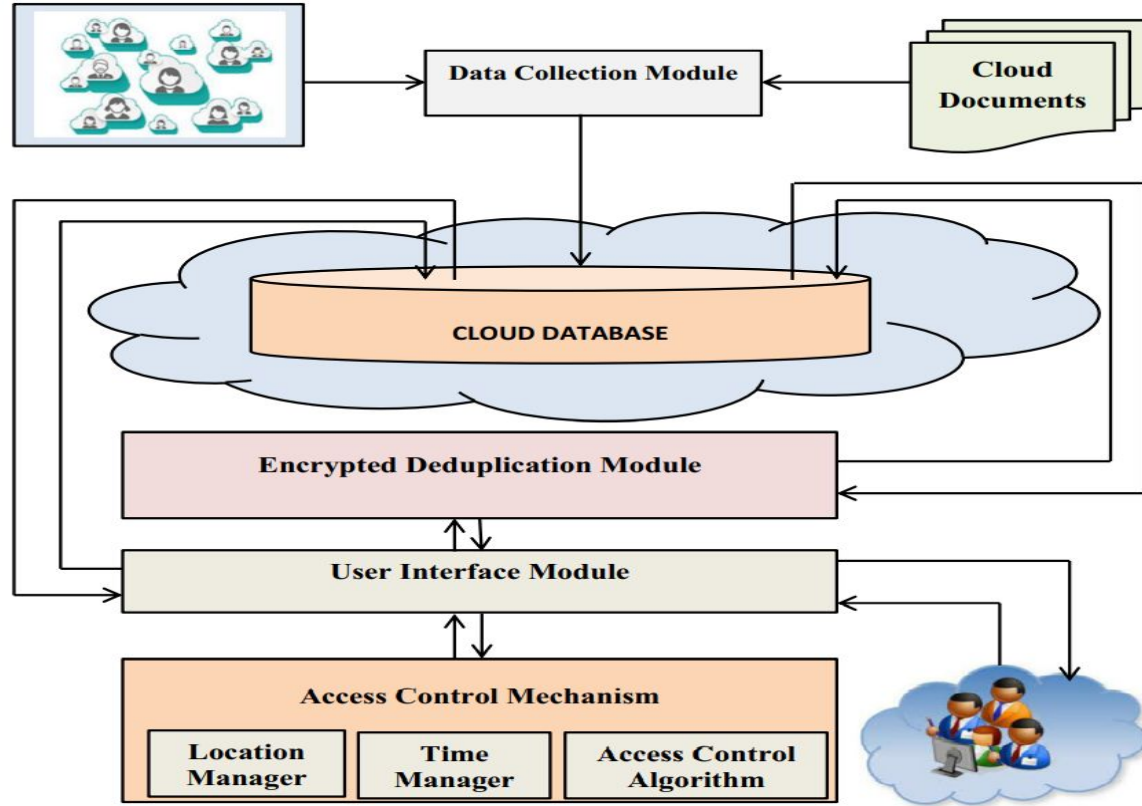 Data Collection Module
Cloud
Documents
CLOUD DATABASE
Encrypted Deduplication Module
User Interface Module
Access Control Mechanism
Location
Manager
Time
Manager
Access Control
Algorithm